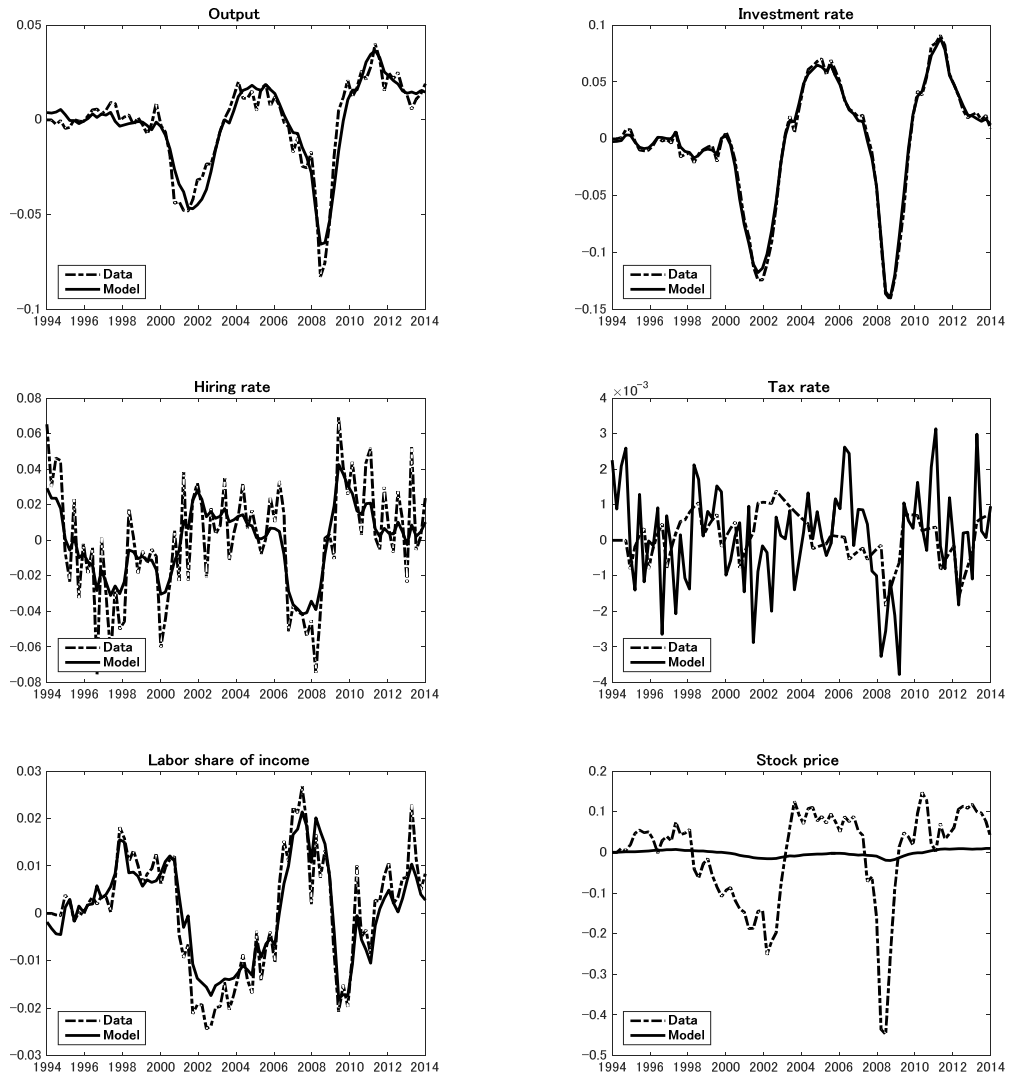 Output
0.05
0
−0.05
−0.1
1994 1996 1998 2000 2002 2004 2006 2008 2010 2012 2014
Data
Model
Investment rate
0.1
0.05
0
−0.05
−0.1
−0.15
1994 1996 1998 2000 2002 2004 2006 2008 2010 2012 2014
Data
Model
Hiring rate
0.08
0.06
0.04
0.02
0
−0.02
−0.04
−0.06
−0.08
1994 1996 1998 2000 2002 2004 2006 2008 2010 2012 2014
Data
Model
Tax rate
×10⁻³
4
3
2
1
0
−1
−2
−3
−4
1994 1996 1998 2000 2002 2004 2006 2008 2010 2012 2014
Data
Model
Labor share of income
0.03
0.02
0.01
0
−0.01
−0.02
−0.03
1994 1996 1998 2000 2002 2004 2006 2008 2010 2012 2014
Data
Model
Stock price
0.2
0.1
0
−0.1
−0.2
−0.3
−0.4
−0.5
1994 1996 1998 2000 2002 2004 2006 2008 2010 2012 2014
Data
Model